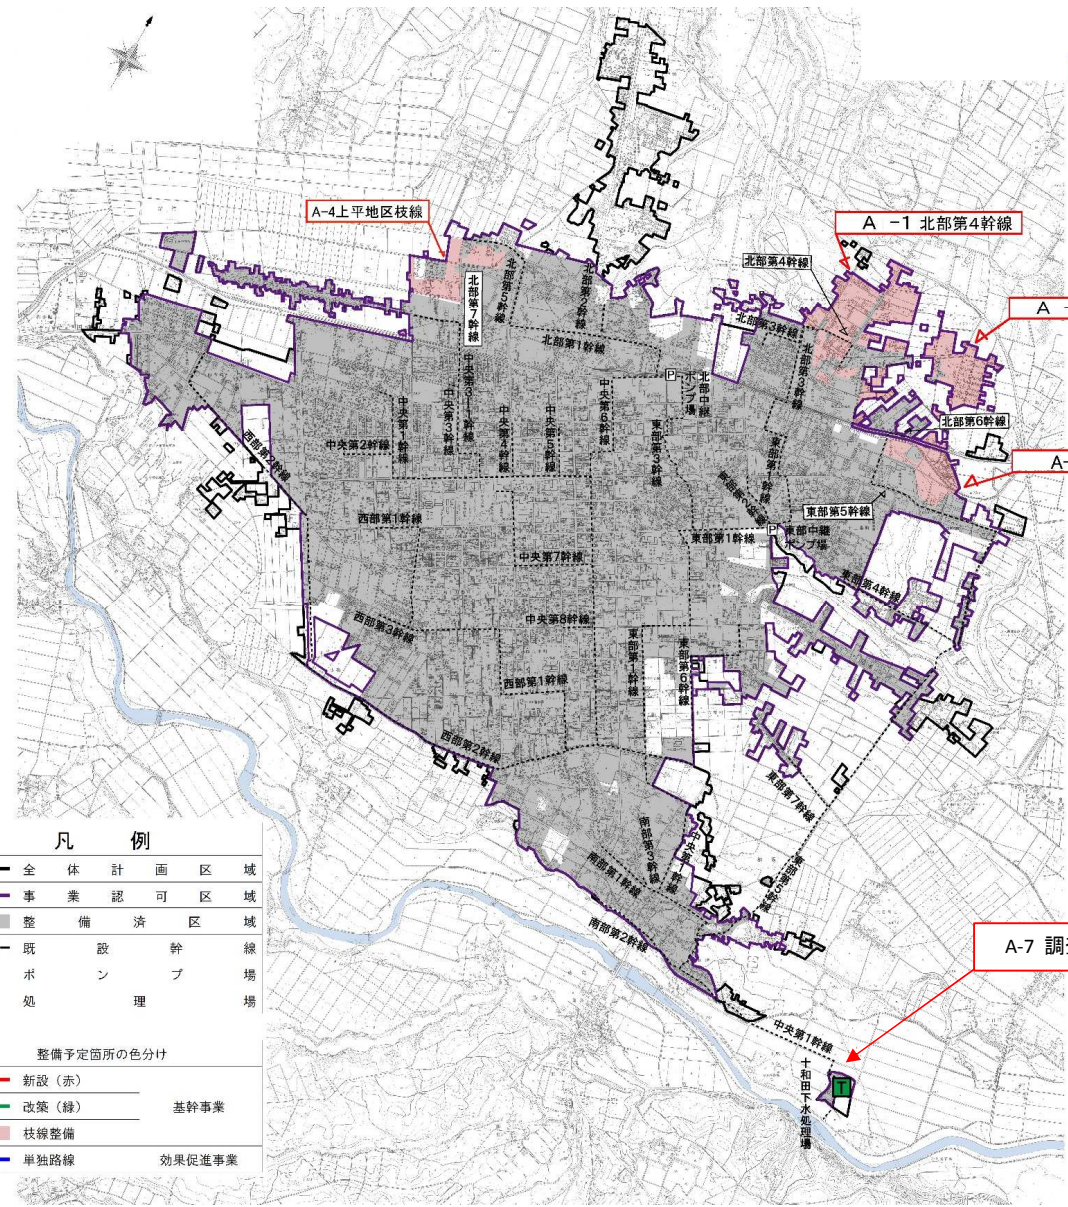 A-4上平地区枝線
A －1 北部第4幹線
北部第4幹線
A
北部第7幹線
北部第5幹線
北部第2幹線
北部第1幹線
北部第3幹線
北部第3幹線
北部第6幹線
A-
P
北部中継
ポンプ場
中央第3-1幹線
中央第1幹線
中央第3幹線
中央第4幹線
中央第5幹線
中央第6幹線
東部第3幹線
中央第2幹線
西部第2幹線
西部第1幹線
東部第5幹線
東部第1幹線
P
東部中継
ポンプ場
中央第7幹線
東部第4幹線
中央第8幹線
西部第3幹線
東部第1幹線
東部第6幹線
西部第1幹線
西部第2幹線
東部第7幹線
南部第3幹線
中央第1幹線
南部第1幹線
東部第5幹線
南部第2幹線
A-7 調
中央第1幹線
十和田下水処理場
T
凡 例
全体計画区域
事業認可区域
整備済区域
既設幹線
ポンプ場
処理場
整備予定箇所の色分け
新設（赤）
改築（緑） 基幹事業
枝線整備
単独路線 効果促進事業